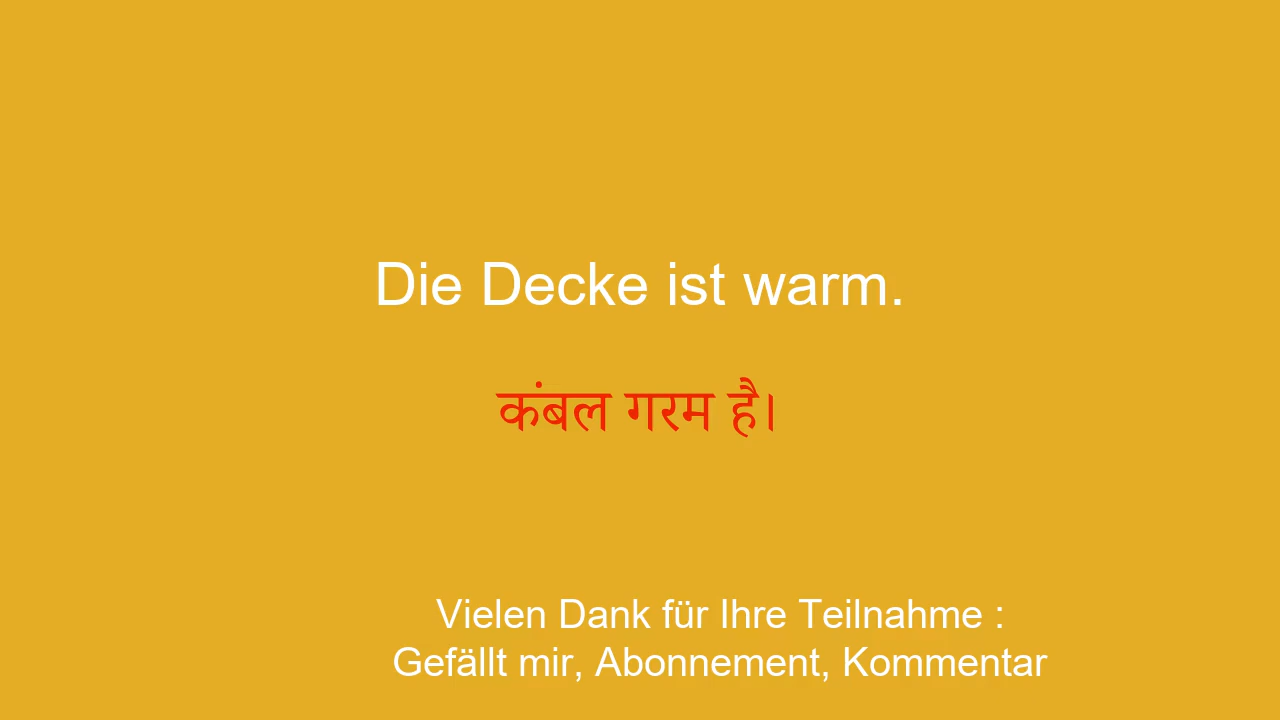 Die Decke ist warm.
कंबल गरम है।
Vielen Dank für Ihre Teilnahme :
Gefällt mir, Abonnement, Kommentar